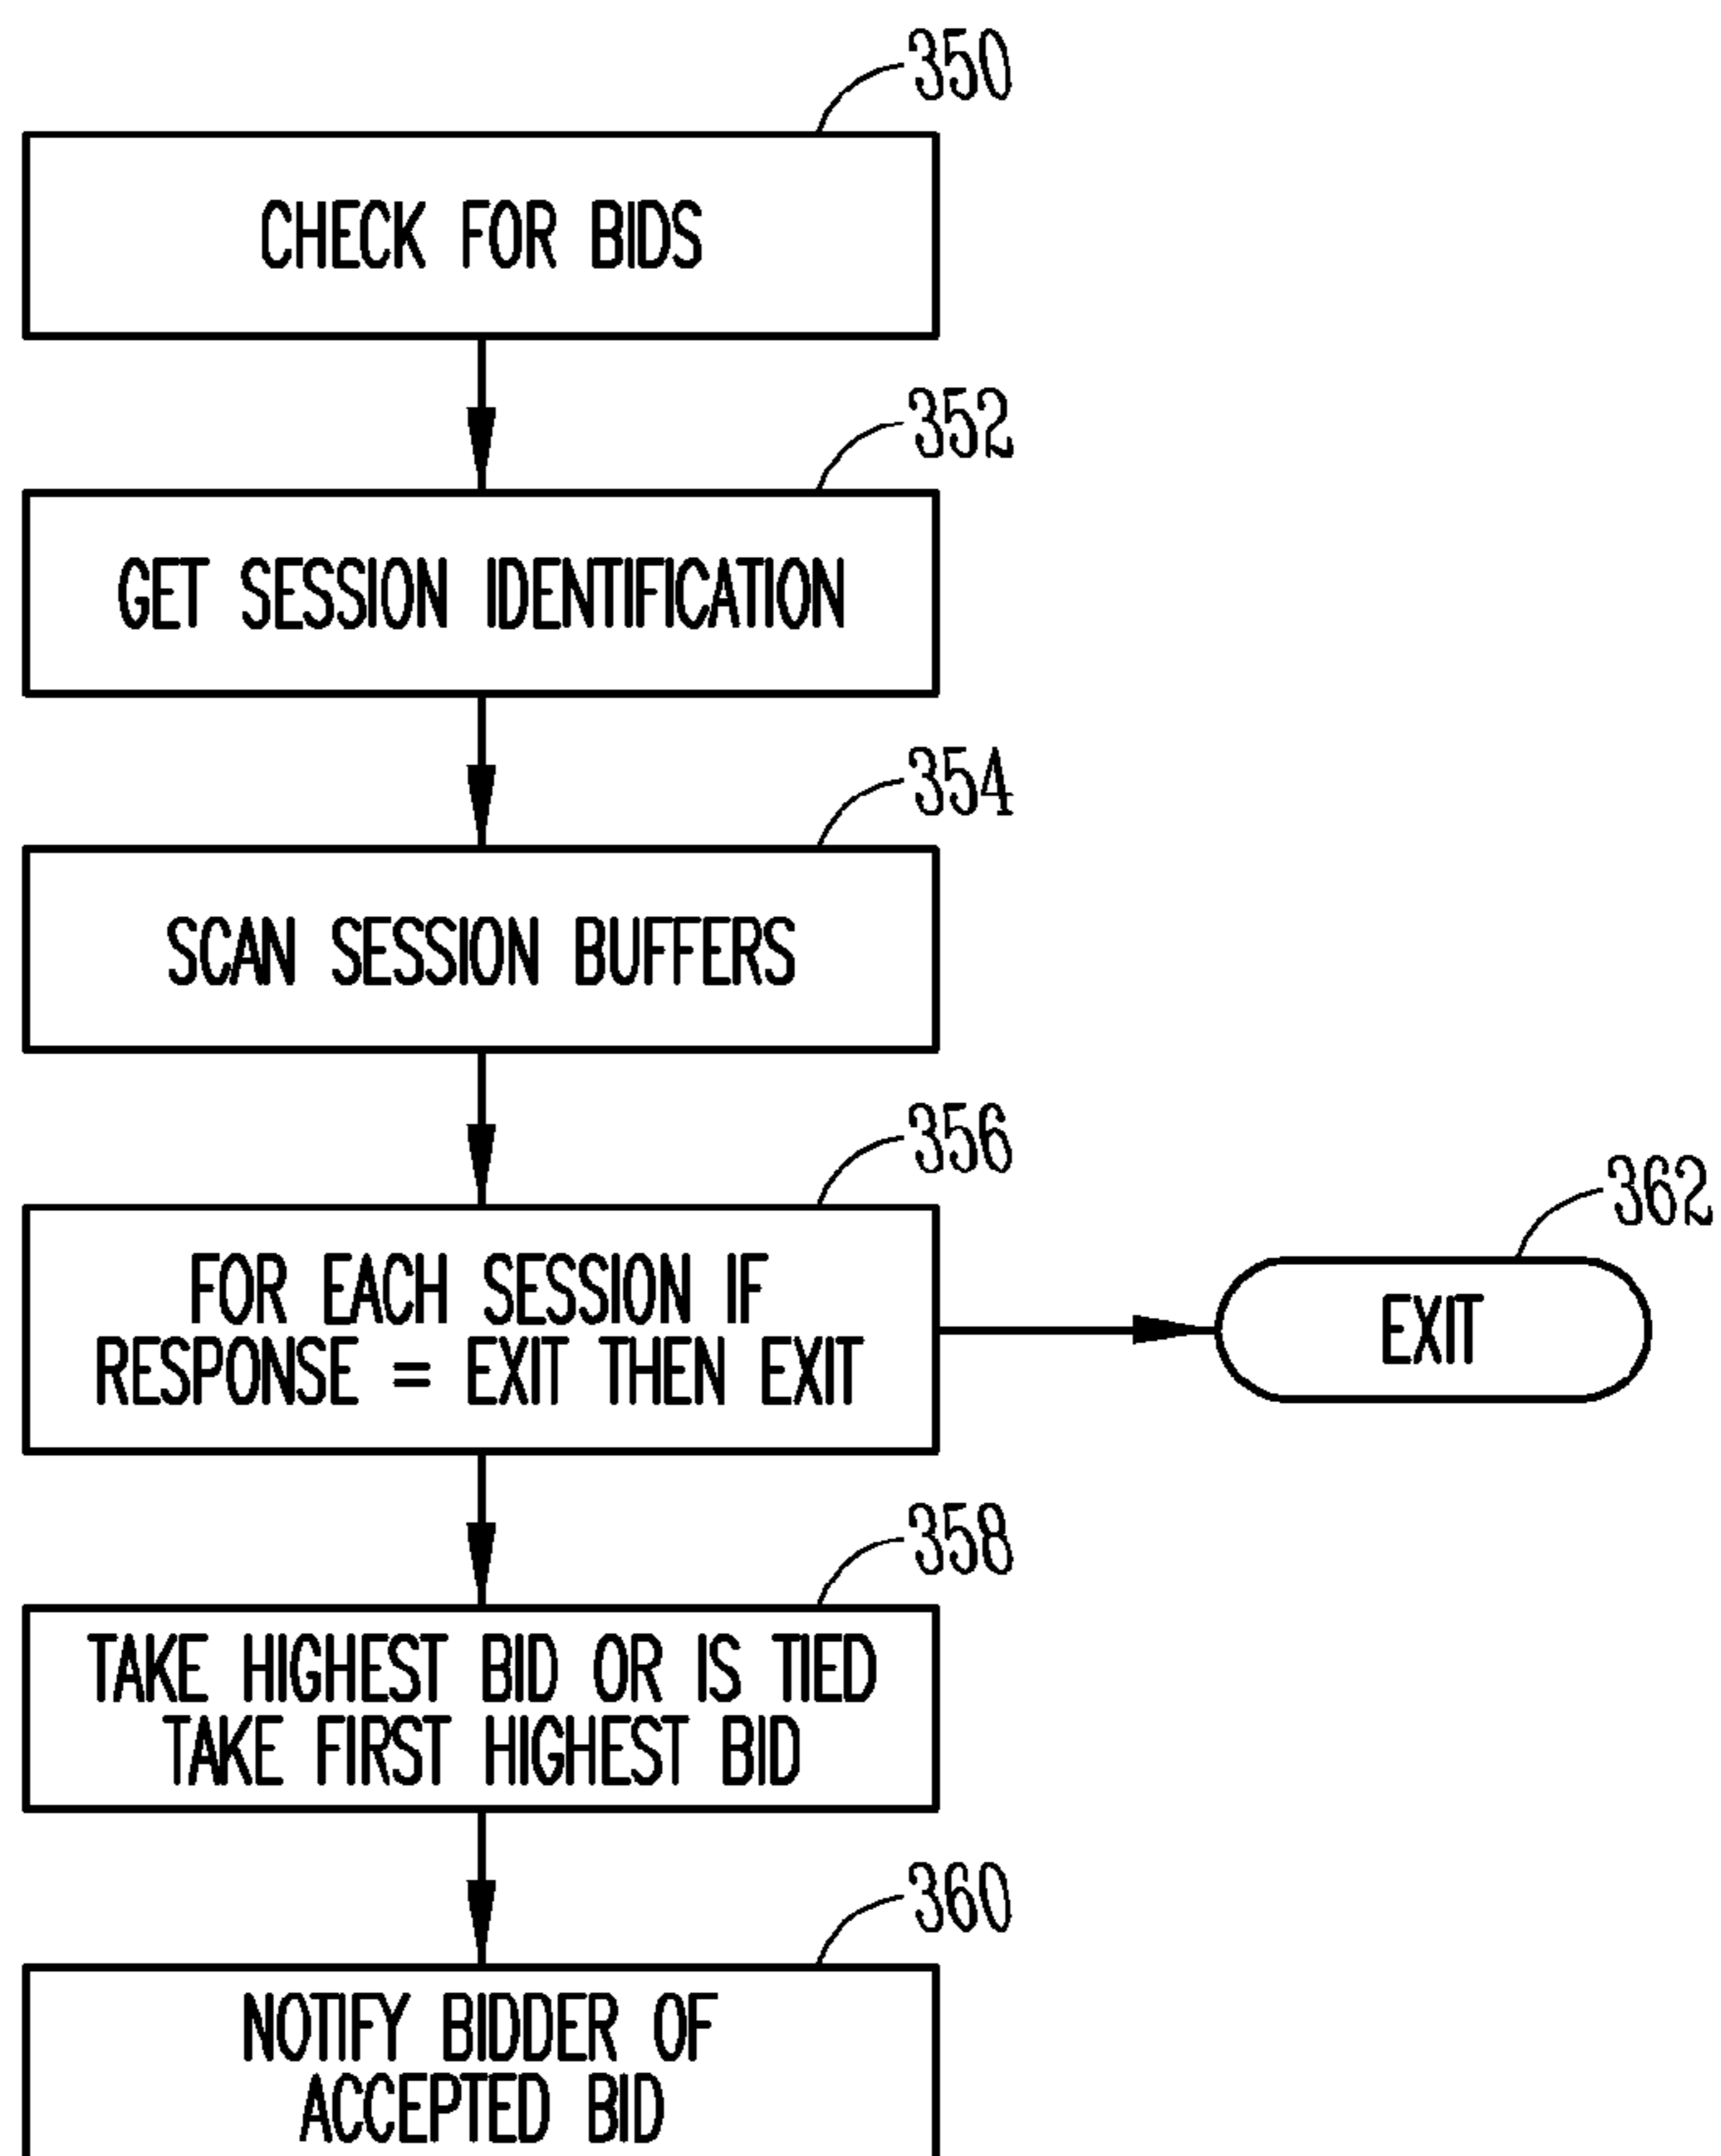 350
CHECK FOR BIDS
352
GET SESSION IDENTIFICATION
354
SCAN SESSION BUFFERS
356
FOR EACH SESSION IF
RESPONSE = EXIT THEN EXIT
362
EXIT
358
TAKE HIGHEST BID OR IS TIED
TAKE FIRST HIGHEST BID
360
NOTIFY BIDDER OF
ACCEPTED BID